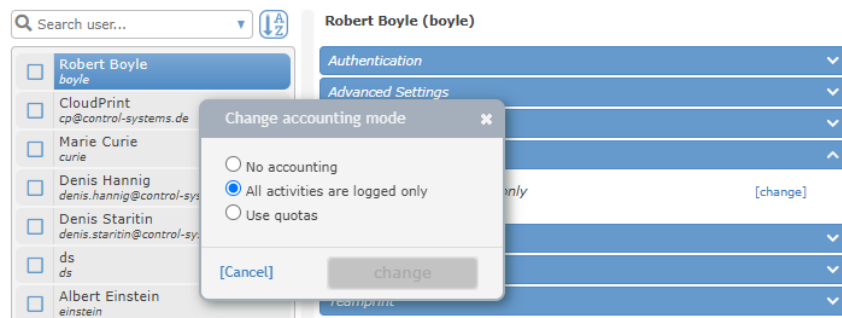 Search user...
Robert Boyle (boyle)
Robert Boyle
boyle
CloudPrint
cp@control-systems.de
Marie Curie
curie
Denis Hannig
denis.hannig@control-sys
Denis Staritin
denis.staritin@control-sy
ds
ds
Albert Einstein
einstein
Authentication
Advanced Settings
only
[change]
Teamprint
Change accounting mode
No accounting
All activities are logged only
Use quotas
[Cancel]
change